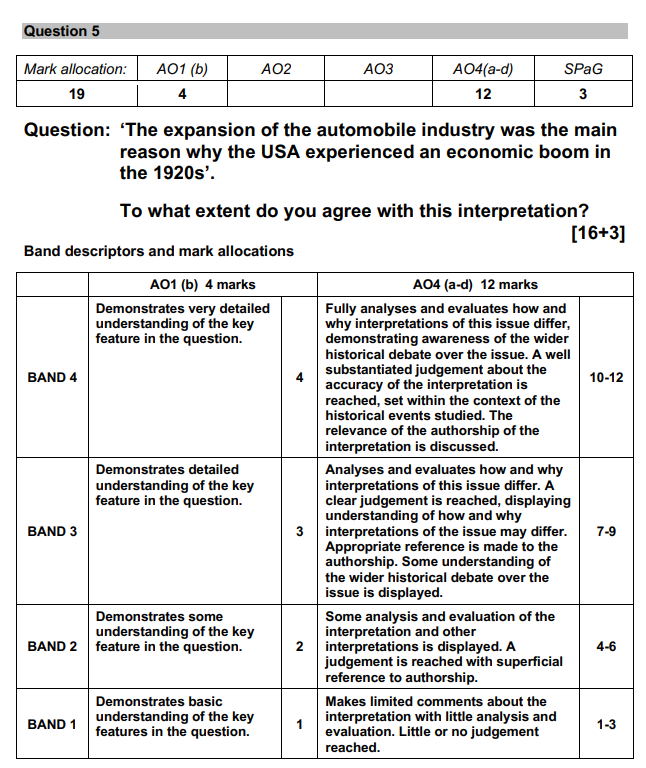 Question 5
Mark allocation: AO1 (b) AO2 AO3 AO4(a-d) SPaG
19 4 12 3
Question: ‘The expansion of the automobile industry was the main
reason why the USA experienced an economic boom in
the 1920s’.
To what extent do you agree with this interpretation?
[16+3]
Band descriptors and mark allocations
AO1 (b) 4 marks AO4 (a-d) 12 marks
BAND 4
Demonstrates very detailed
understanding of the key
feature in the question.
4
Fully analyses and evaluates how and
why interpretations of this issue differ,
demonstrating awareness of the wider
historical debate over the issue. A well
substantiated judgement about the
accuracy of the interpretation is
reached, set within the context of the
historical events studied. The
relevance of the authorship of the
interpretation is discussed.
10-12
BAND 3
Demonstrates detailed
understanding of the key
feature in the question.
3
Analyses and evaluates how and why
interpretations of this issue differ. A
clear judgement is reached, displaying
understanding of how and why
interpretations of the issue may differ.
Appropriate reference is made to the
authorship. Some understanding of
the wider historical debate over the
issue is displayed.
7-9
BAND 2
Demonstrates some
understanding of the key
feature in the question.
2
Some analysis and evaluation of the
interpretation and other
interpretations is displayed. A
judgement is reached with superficial
reference to authorship.
4-6
BAND 1
Demonstrates basic
understanding of the key
features in the question.
1
Makes limited comments about the
interpretation with little analysis and
evaluation. Little or no judgement
reached.
1-3